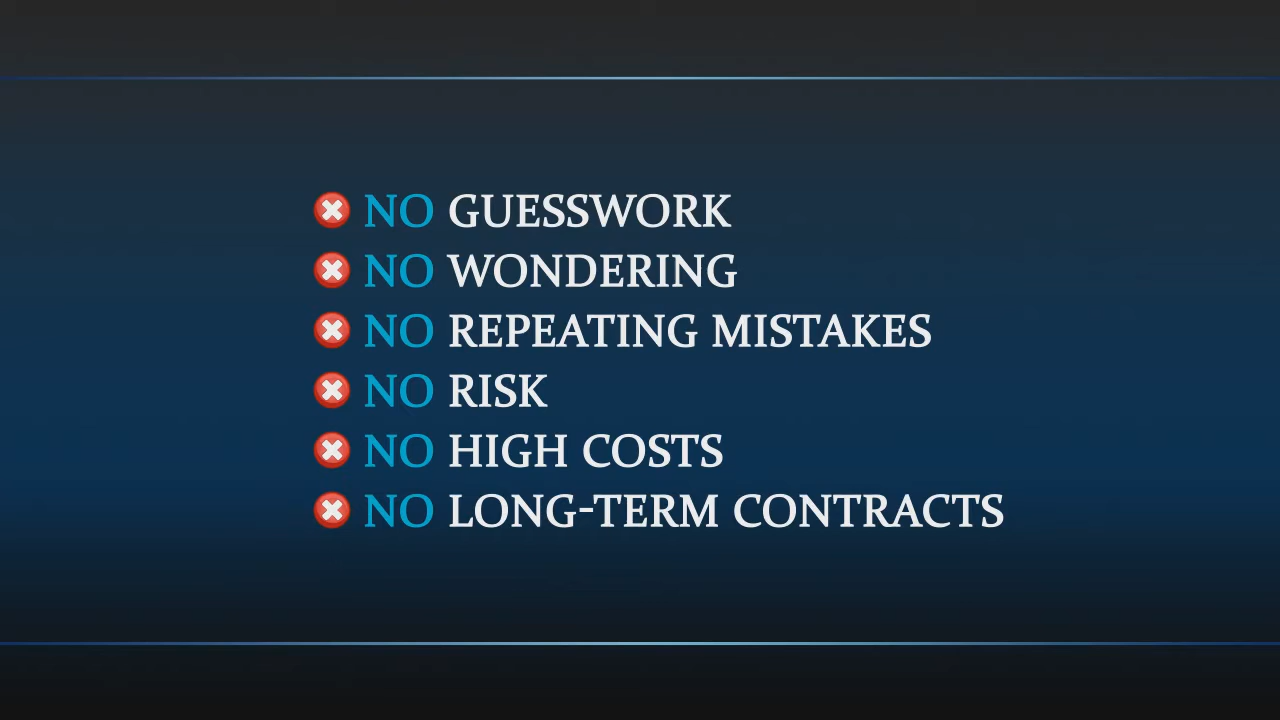 NO GUESSWORK
NO WONDERING
NO REPEATING MISTAKES
NO RISK
NO HIGH COSTS
NO LONG-TERM CONTRACTS